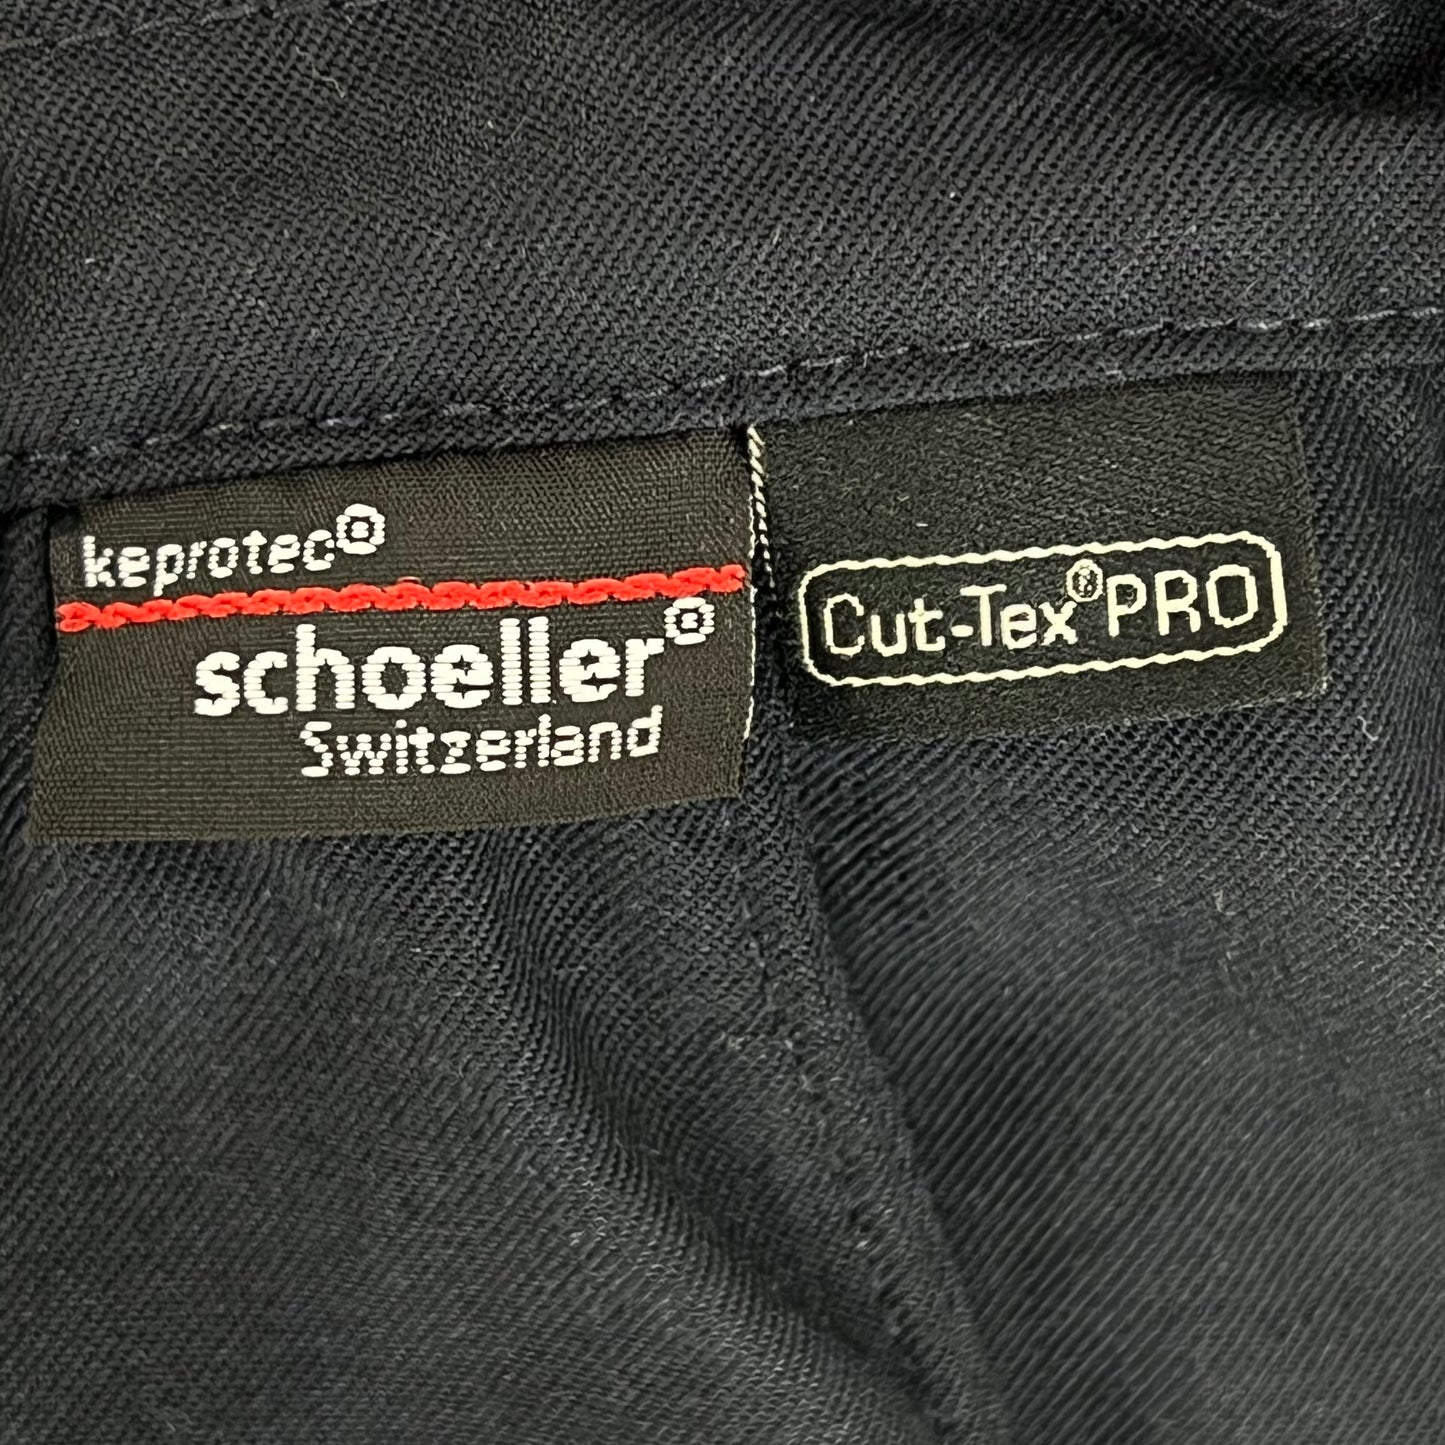 keprotec®
schoeller®
Switzerland
Cut-Tex® PRO